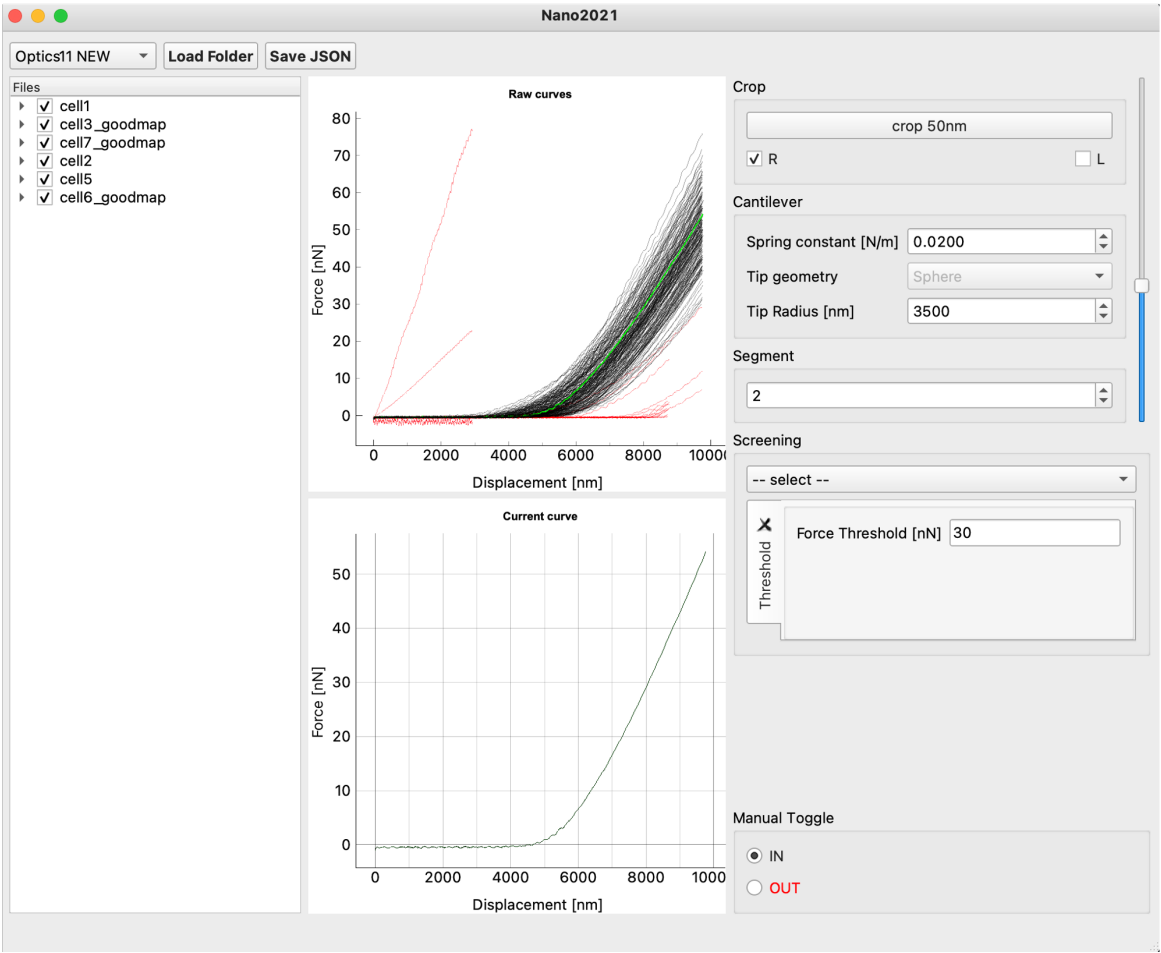 Nano2021
Optics11 NEW
Load Folder
Save JSON
Files
cell1
cell3_goodmap
cell7_goodmap
cell2
cell5
cell6_goodmap
Raw curves
80
70
60
50
40
30
20
10
0
Force [nN]
0 2000 4000 6000 8000 1000
Displacement [nm]
Current curve
50
40
30
20
10
0
Force [nN]
0 2000 4000 6000 8000 1000
Displacement [nm]
Crop
crop 50nm
R
L
Cantilever
Spring constant [N/m] 0.0200
Tip geometry Sphere
Tip Radius [nm] 3500
Segment
2
Screening
-- select --
Threshold
Force Threshold [nN] 30
Manual Toggle
IN
OUT